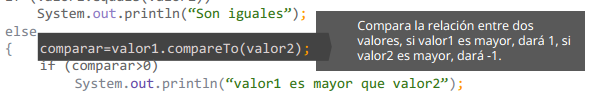 System.out.println(“Son iguales”);
else
{ comparar=valor1.compareTo(valor2);
if (comparar>0)
System.out.println(“valor1 es mayor que valor2”);
Compara la relación entre dos
valores, si valor1 es mayor, dará 1, si
valor2 es mayor, dará -1.